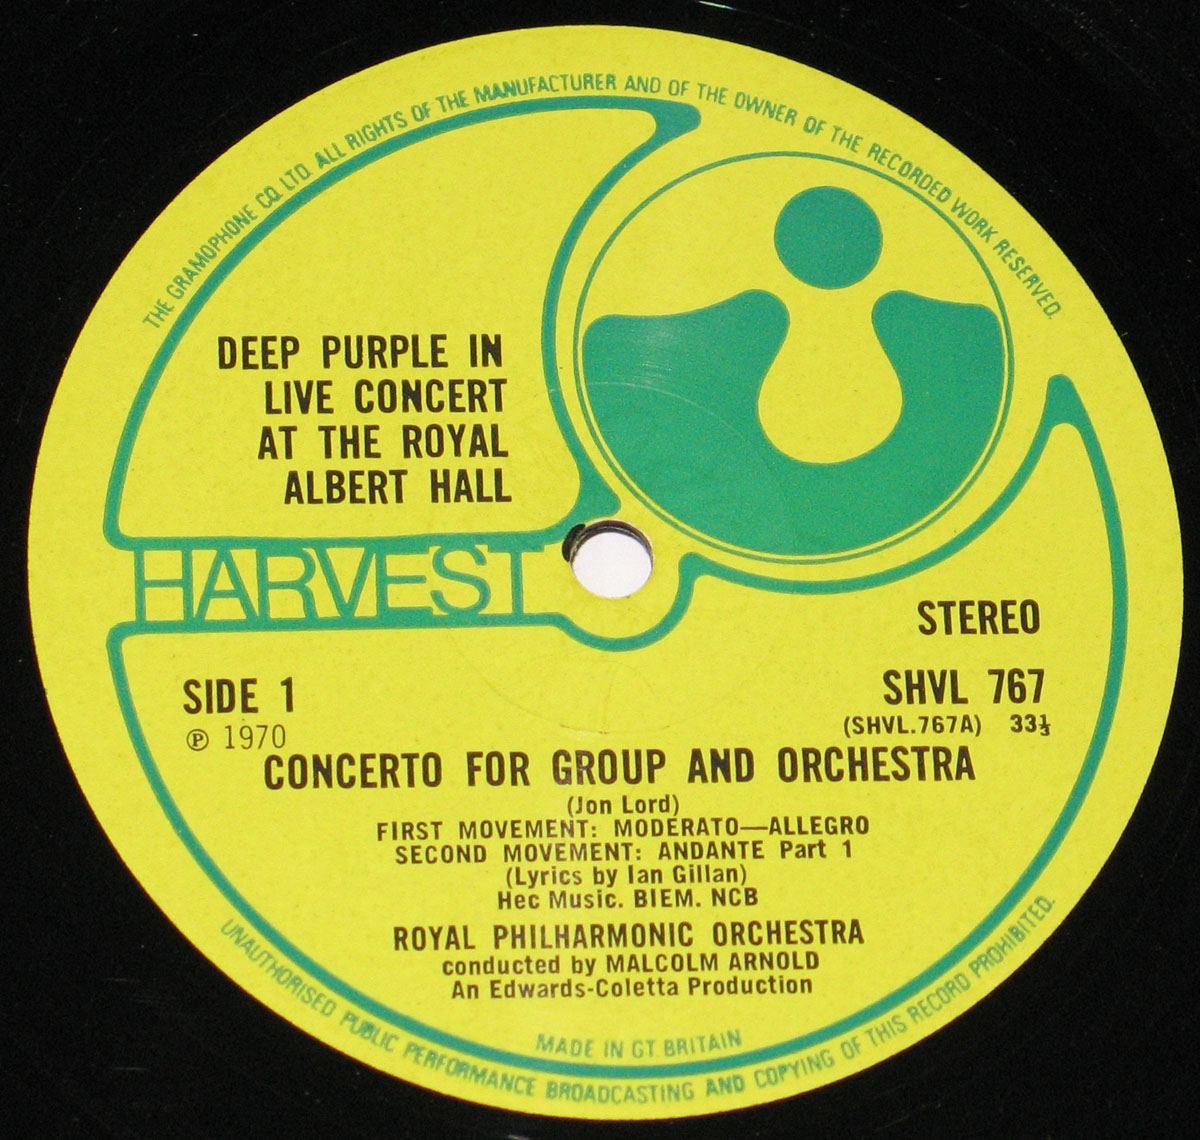 THE GRAMOPHONE CO. LTD. ALL RIGHTS OF THE MANUFACTURER AND OF THE OWNER OF THE RECORDED WORK RESERVED.
DEEP PURPLE IN
LIVE CONCERT
AT THE ROYAL
ALBERT HALL
HARVEST
STEREO
SIDE 1
SHVL 767
℗ 1970
(SHVL.767A) 33⅓
CONCERTO FOR GROUP AND ORCHESTRA
(Jon Lord)
FIRST MOVEMENT: MODERATO—ALLEGRO
SECOND MOVEMENT: ANDANTE Part 1
(Lyrics by Ian Gillan)
Hec Music. BIEM. NCB
ROYAL PHILHARMONIC ORCHESTRA
conducted by MALCOLM ARNOLD
An Edwards-Coletta Production
MADE IN GT. BRITAIN
UNAUTHORISED PUBLIC PERFORMANCE BROADCASTING AND COPYING OF THIS RECORD PROHIBITED.